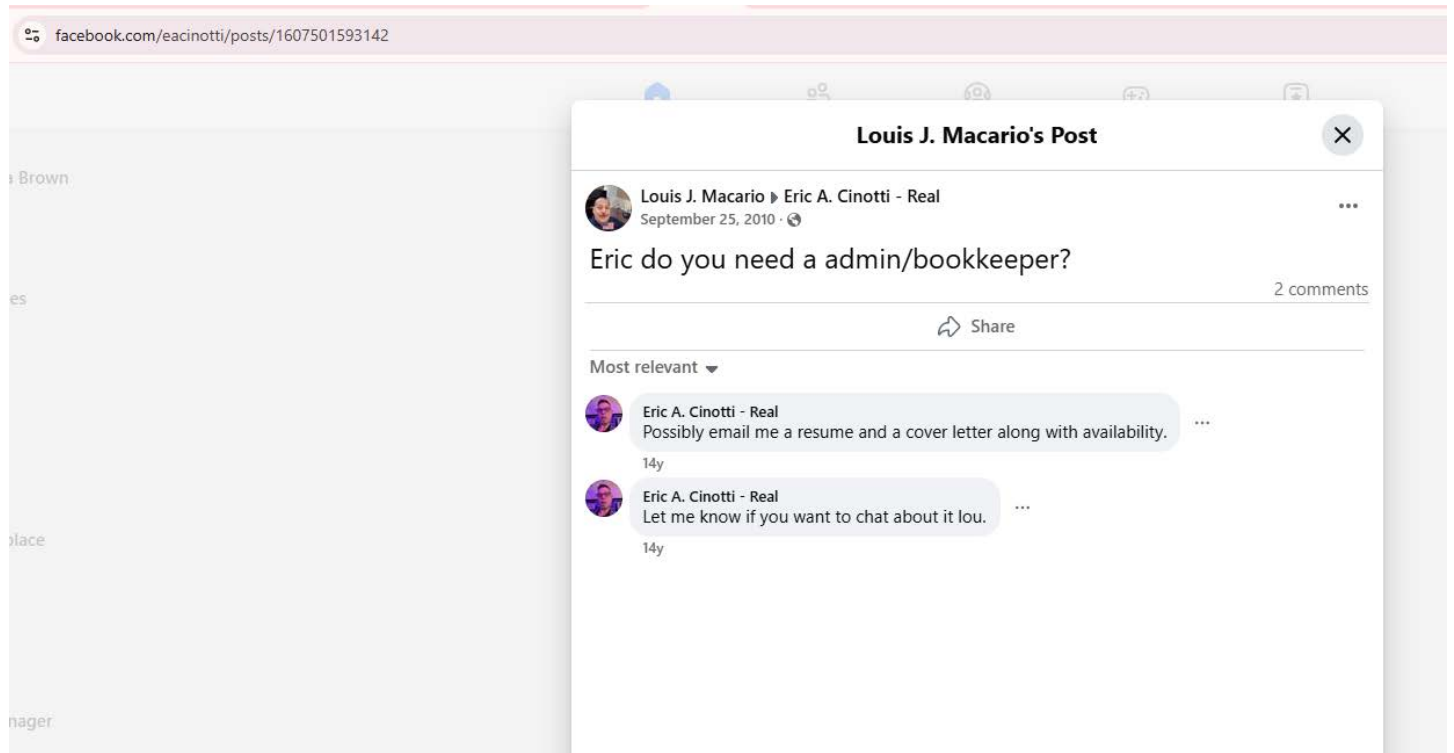 facebook.com/eacinotti/posts/1607501593142
Louis J. Macario's Post
Brown
Louis J. Macario ▸ Eric A. Cinotti - Real
September 25, 2010 ·
Eric do you need a admin/bookkeeper?
es
2 comments
Share
Most relevant
Eric A. Cinotti - Real
Possibly email me a resume and a cover letter along with availability.
14y
Eric A. Cinotti - Real
Let me know if you want to chat about it lou.
place
14y
nager